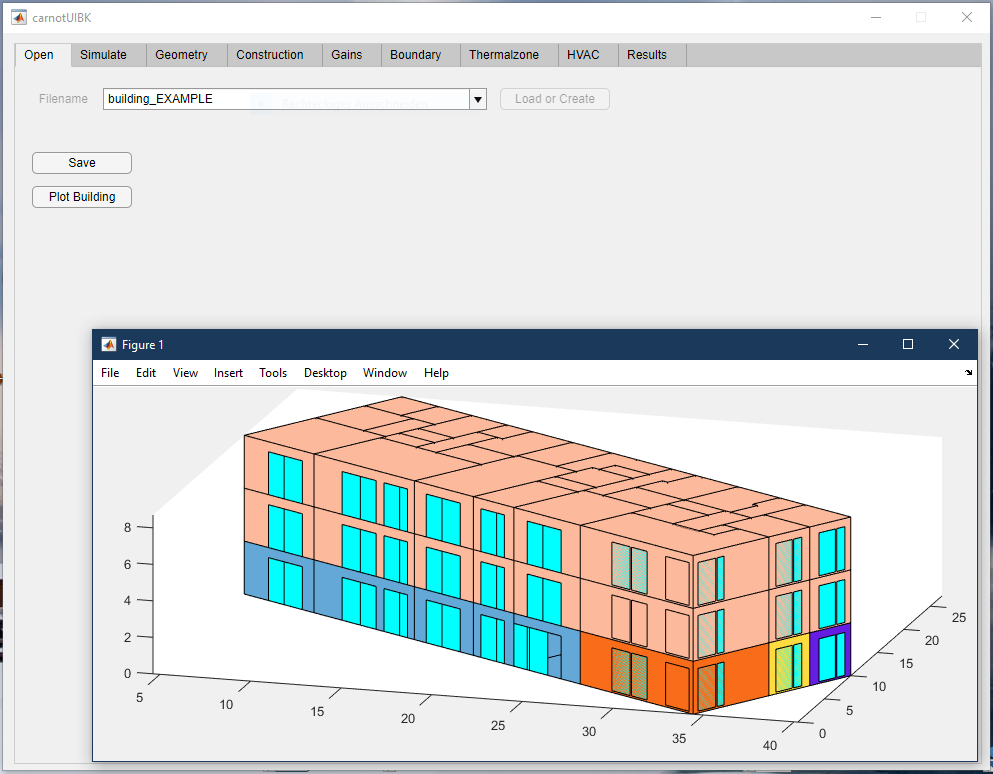 carnotUIBK
Open Simulate Geometry Construction Gains Boundary Thermalzone HVAC Results
Filename building_EXAMPLE Load or Create
Save
Plot Building
Figure 1
File Edit View Insert Tools Desktop Window Help
8
6
4
2
0
5
10
15
20
25
30
35
40
0
5
10
15
20
25